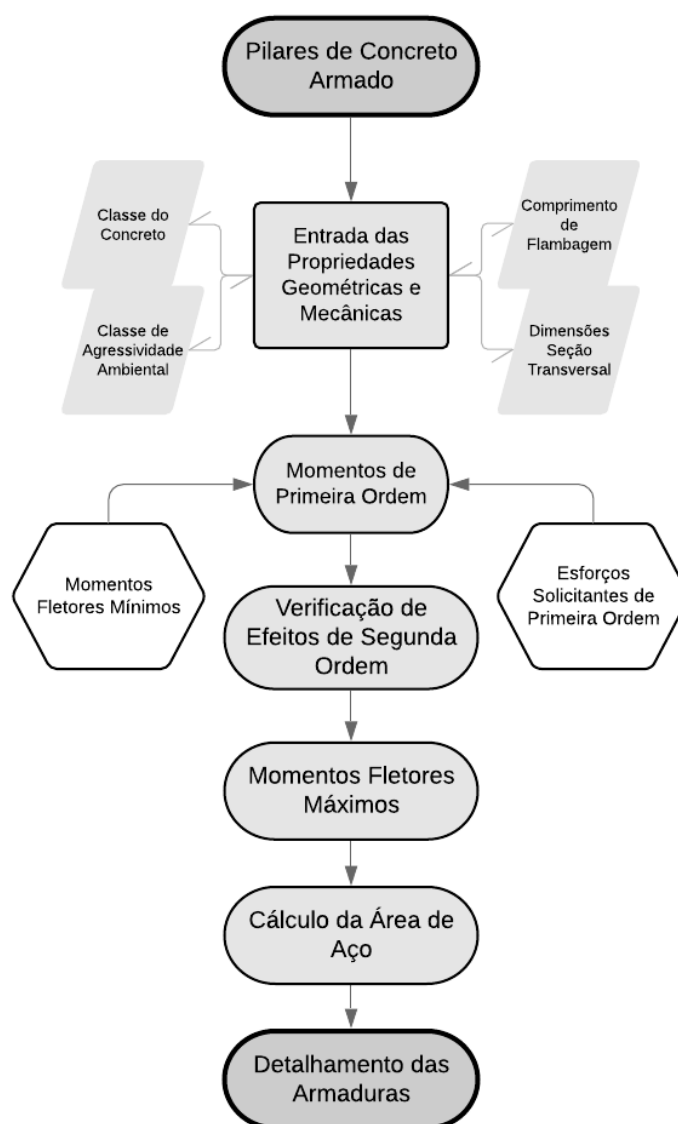 Pilares de Concreto
Armado
Classe do
Concreto
Comprimento
de
Flambagem
Entrada das
Propriedades
Geométricas e
Mecânicas
Classe de
Agressividade
Ambiental
Dimensões
Seção
Transversal
Momentos de
Primeira Ordem
Momentos
Fletores Mínimos
Esforços
Solicitantes de
Primeira Ordem
Verificação de
Efeitos de Segunda
Ordem
Momentos Fletores
Máximos
Cálculo da Área de
Aço
Detalhamento das
Armaduras